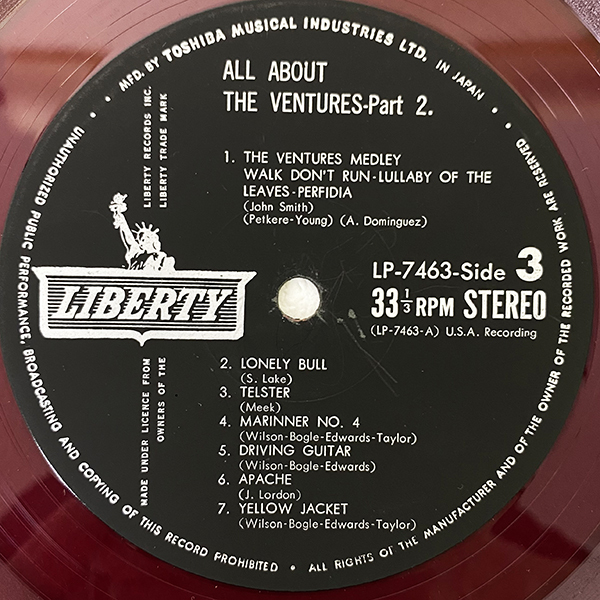 MFD. BY TOSHIBA MUSICAL INDUSTRIES LTD. IN JAPAN
ALL ABOUT
THE VENTURES-Part 2.
LIBERTY RECORDS INC.
LIBERTY TRADE MARK
1. THE VENTURES MEDLEY
WALK DON'T RUN-LULLABY OF THE
LEAVES-PERFIDIA
(John Smith)
(Petkere-Young) (A. Dominguez)
LIBERTY
LP-7463-Side 3
33 1/3 RPM STEREO
(LP-7463-A) U.S.A. Recording
MADE UNDER LICENCE FROM
OWNERS OF THE
2. LONELY BULL
(S. Lake)
3. TELSTER
(Meek)
4. MARINNER NO. 4
(Wilson-Bogle-Edwards-Taylor)
5. DRIVING GUITAR
(Wilson-Bogle-Edwards)
6. APACHE
(J. Lordon)
7. YELLOW JACKET
(Wilson-Bogle-Edwards-Taylor)
UNAUTHORIZED PUBLIC PERFORMANCE, BROADCASTING AND COPYING OF THIS RECORD PROHIBITED • ALL RIGHTS OF THE MANUFACTURER AND OF THE OWNER OF THE RECORDED WORK ARE RESERVED